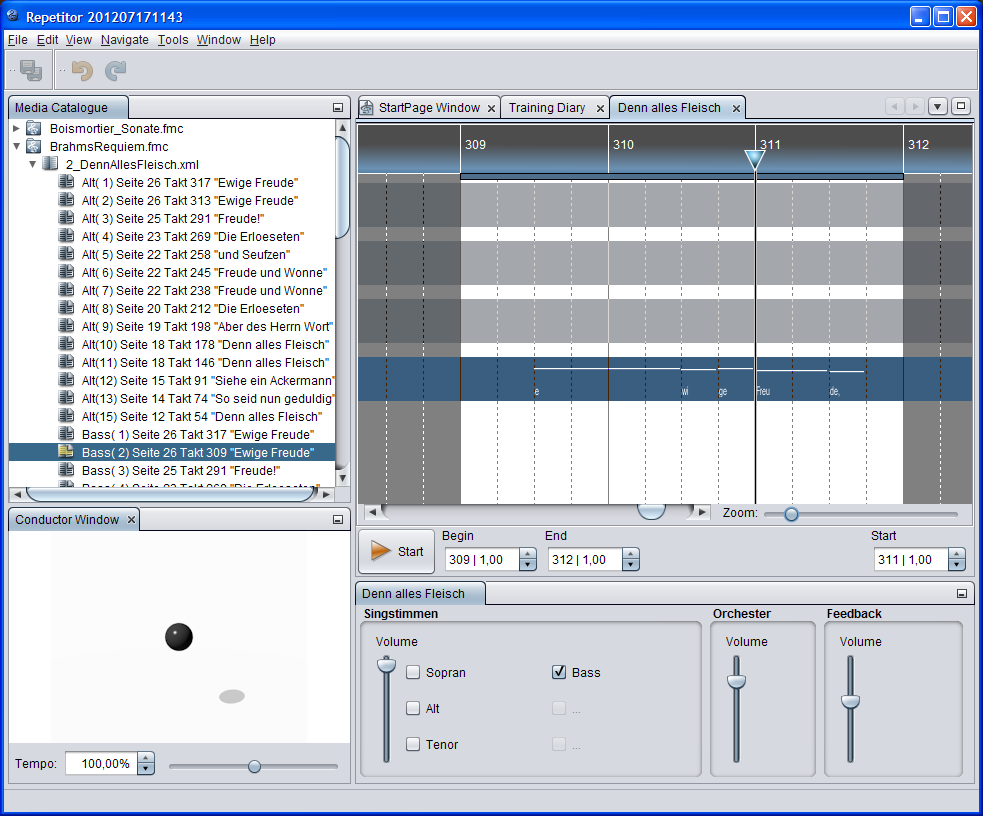 Repetitor 201207171143
File Edit View Navigate Tools Window Help
Media Catalogue
Boismortier_Sonate.fmc
BrahmsRequiem.fmc
2_DennAllesFleisch.xml
Alt( 1) Seite 26 Takt 317 "Ewige Freude"
Alt( 2) Seite 26 Takt 313 "Ewige Freude"
Alt( 3) Seite 25 Takt 291 "Freude!"
Alt( 4) Seite 23 Takt 269 "Die Erloeseten"
Alt( 5) Seite 22 Takt 258 "und Seufzen"
Alt( 6) Seite 22 Takt 245 "Freude und Wonne"
Alt( 7) Seite 22 Takt 238 "Freude und Wonne"
Alt( 8) Seite 20 Takt 212 "Die Erloeseten"
Alt( 9) Seite 19 Takt 198 "Aber des Herrn Wort"
Alt(10) Seite 18 Takt 178 "Denn alles Fleisch"
Alt(11) Seite 18 Takt 146 "Denn alles Fleisch"
Alt(12) Seite 15 Takt 91 "Siehe ein Ackermann"
Alt(13) Seite 14 Takt 74 "So seid nun geduldig"
Alt(15) Seite 12 Takt 54 "Denn alles Fleisch"
Bass( 1) Seite 26 Takt 317 "Ewige Freude"
Bass( 2) Seite 26 Takt 309 "Ewige Freude"
Bass( 3) Seite 25 Takt 291 "Freude!"
StartPage Window Training Diary Denn alles Fleisch
309 310 311 312
e wi ge Freu de,
Zoom:
Start
Begin End Start
309 | 1,00 312 | 1,00 311 | 1,00
Conductor Window
Tempo: 100,00%
Denn alles Fleisch
Singstimmen Orchester Feedback
Volume Volume Volume
Sopran Bass
Alt ...
Tenor ...